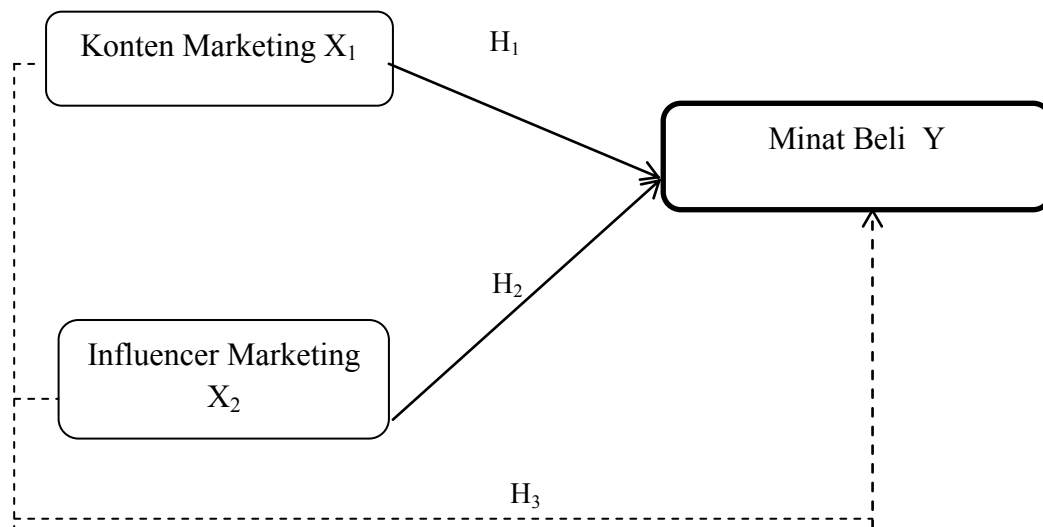 Konten Marketing X₁
H₁
Minat Beli Y
H₂
Influencer Marketing
X₂
H₃